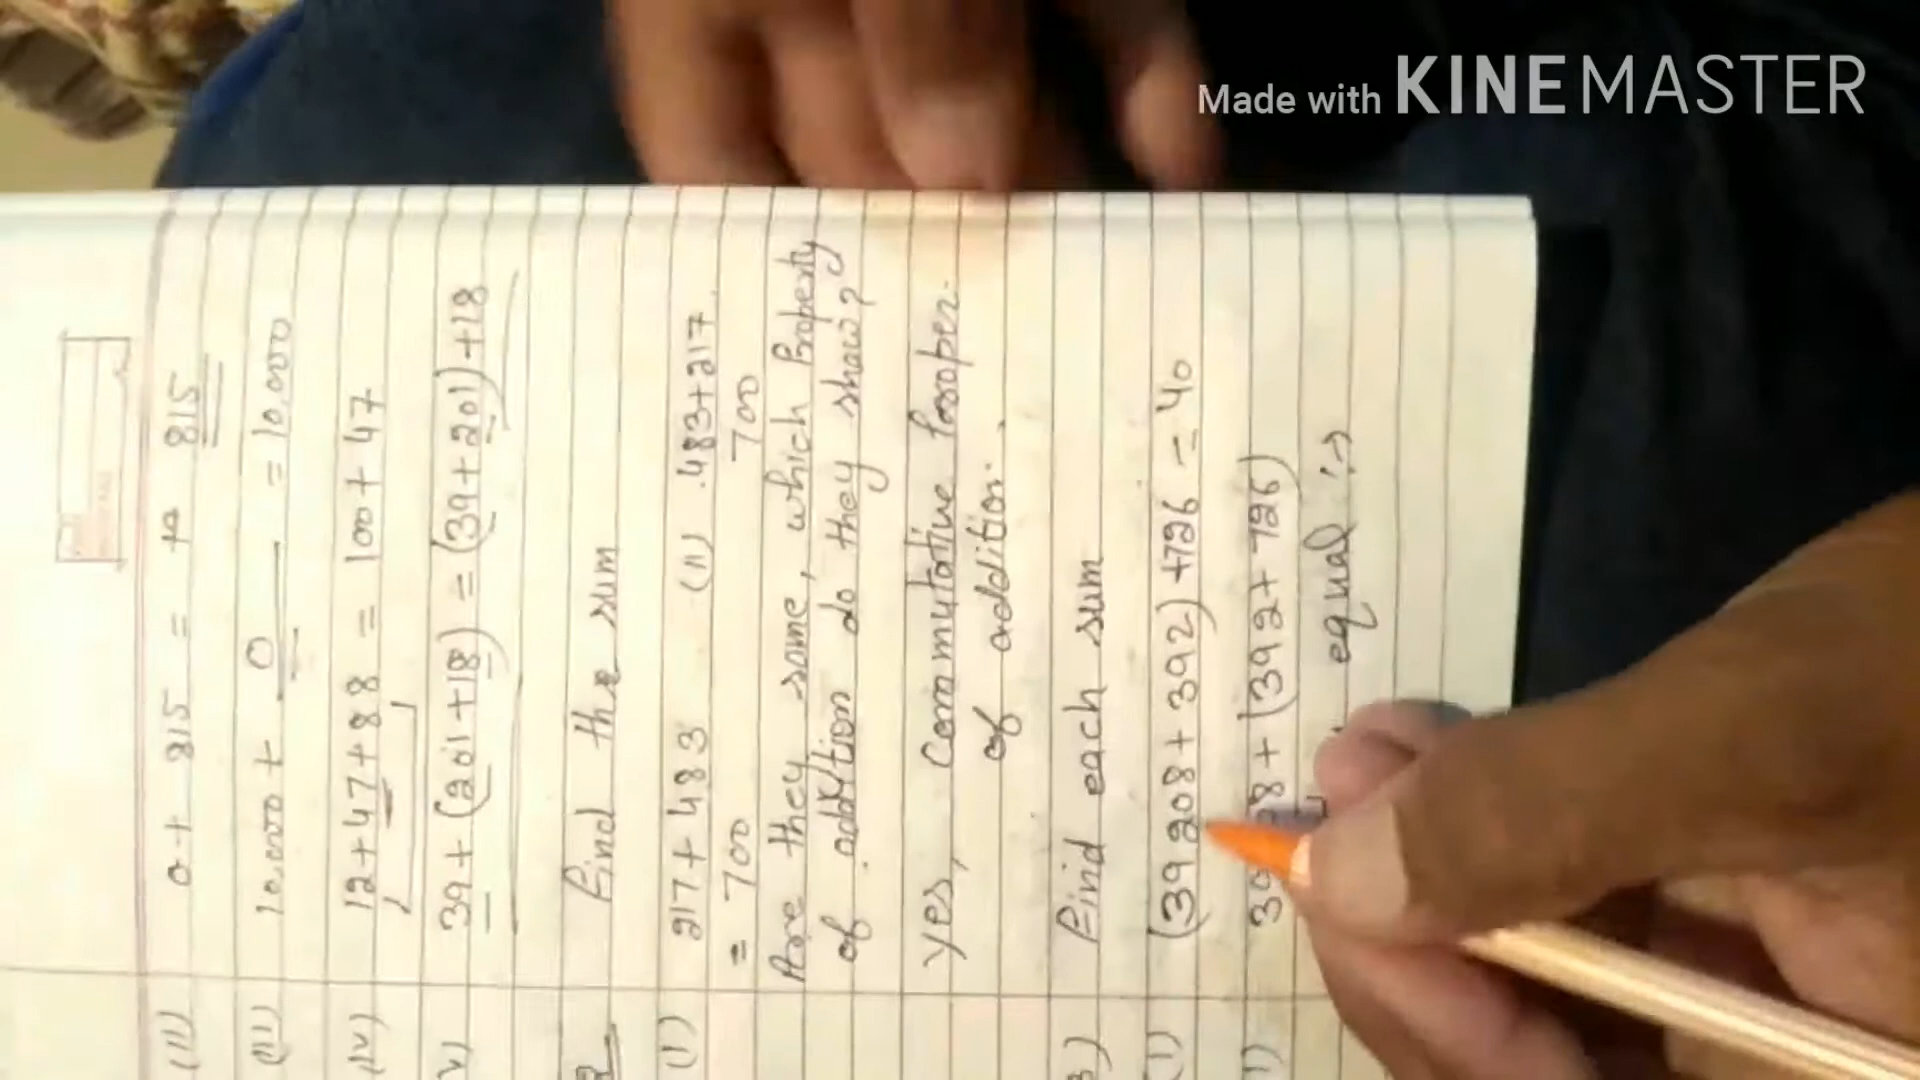 Made with KINEMASTER
(II) 0 + 815 = 815
(III) 10,000 + 0 = 10,000
(IV) 12+47+88 = 100+47
V) 39+(201+18) = (39+201)+18
2 Find the sum
(I) 217+483 (II) 483+217
= 700 700
Are they same, which Property
of addition do they show?
Yes, Commutative Proper.
of addition.
3) Find each sum
(I) (39208+392)+726 = 40
+(392+726)
equal :-)